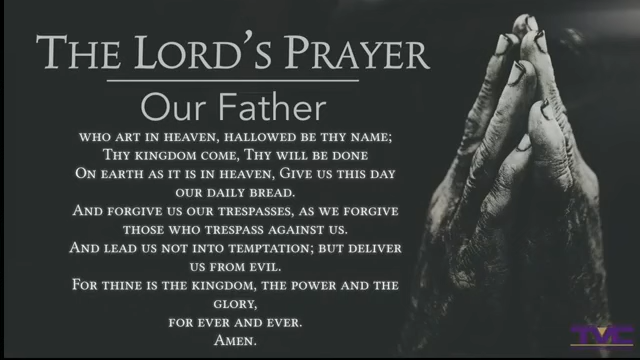 The Lord's Prayer
Our Father
who art in heaven, hallowed be thy name;
Thy kingdom come, Thy will be done
On earth as it is in heaven, Give us this day
our daily bread.
And forgive us our trespasses, as we forgive
those who trespass against us.
And lead us not into temptation; but deliver
us from evil.
For thine is the kingdom, the power and the
glory,
for ever and ever.
Amen.
TMC